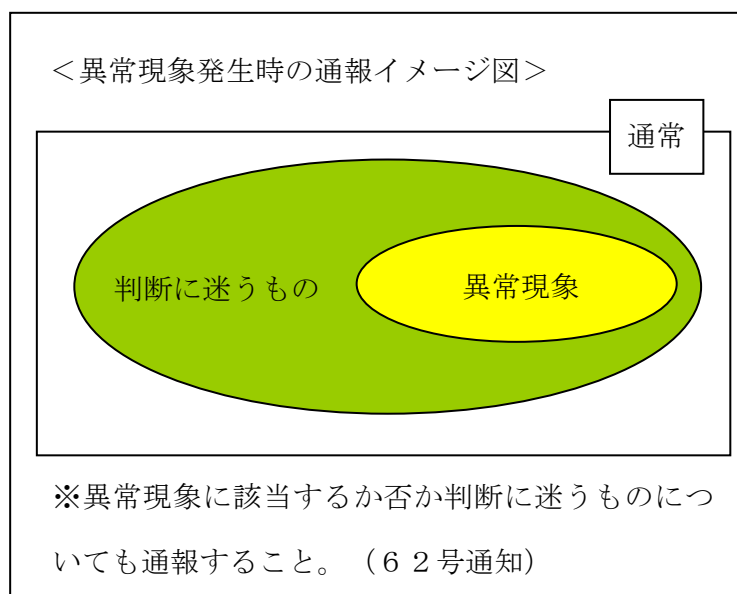 ＜異常現象発生時の通報イメージ図＞
通常
判断に迷うもの
異常現象
※異常現象に該当するか否か判断に迷うものにつ
いても通報すること。（６２号通知）